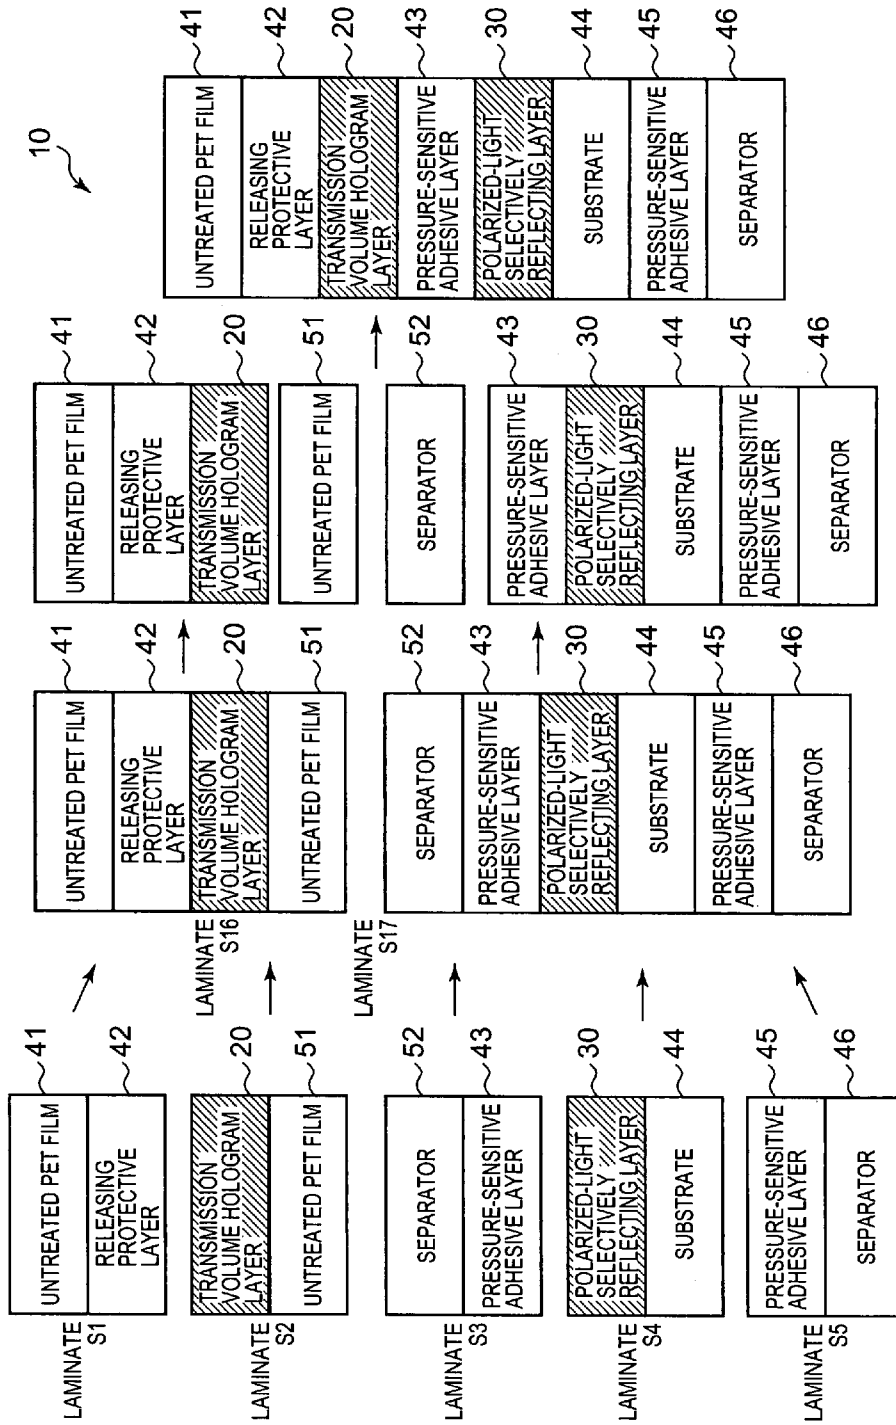 LAMINATE
S1
UNTREATED PET FILM
41
RELEASING
PROTECTIVE
LAYER
42
LAMINATE
S2
TRANSMISSION
VOLUME HOLOGRAM
LAYER
20
UNTREATED PET FILM
51
LAMINATE
S3
SEPARATOR
52
PRESSURE-SENSITIVE
ADHESIVE LAYER
43
LAMINATE
S4
POLARIZED-LIGHT
SELECTIVELY
REFLECTING LAYER
30
SUBSTRATE
44
LAMINATE
S5
PRESSURE-SENSITIVE
ADHESIVE LAYER
45
SEPARATOR
46
LAMINATE
S16
UNTREATED PET FILM
41
RELEASING
PROTECTIVE
LAYER
42
TRANSMISSION
VOLUME HOLOGRAM
LAYER
20
UNTREATED PET FILM
51
LAMINATE
S17
SEPARATOR
52
PRESSURE-SENSITIVE
ADHESIVE LAYER
43
POLARIZED-LIGHT
SELECTIVELY
REFLECTING LAYER
30
SUBSTRATE
44
PRESSURE-SENSITIVE
ADHESIVE LAYER
45
SEPARATOR
46
UNTREATED PET FILM
41
RELEASING
PROTECTIVE
LAYER
42
TRANSMISSION
VOLUME HOLOGRAM
LAYER
20
UNTREATED PET FILM
51
SEPARATOR
52
PRESSURE-SENSITIVE
ADHESIVE LAYER
43
POLARIZED-LIGHT
SELECTIVELY
REFLECTING LAYER
30
SUBSTRATE
44
PRESSURE-SENSITIVE
ADHESIVE LAYER
45
SEPARATOR
46
10
UNTREATED PET FILM
41
RELEASING
PROTECTIVE
LAYER
42
TRANSMISSION
VOLUME HOLOGRAM
LAYER
20
PRESSURE-SENSITIVE
ADHESIVE LAYER
43
POLARIZED-LIGHT
SELECTIVELY
REFLECTING LAYER
30
SUBSTRATE
44
PRESSURE-SENSITIVE
ADHESIVE LAYER
45
SEPARATOR
46